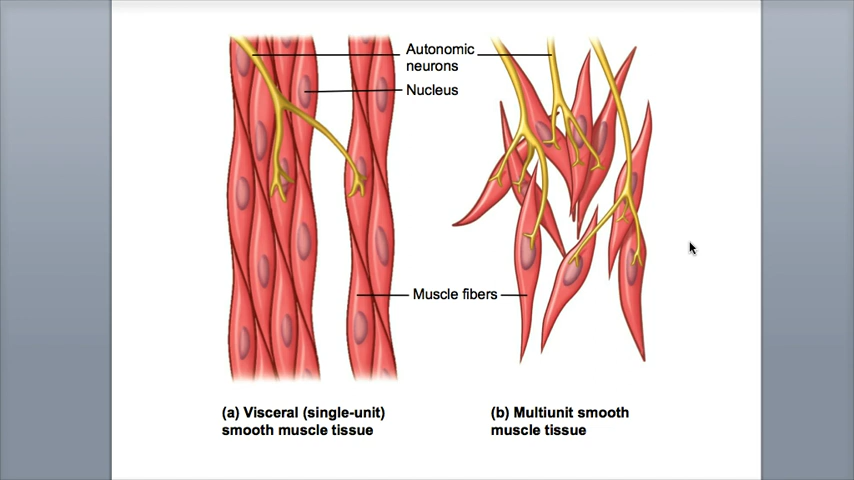 Autonomic
neurons
Nucleus
Muscle fibers
(a) Visceral (single-unit)
smooth muscle tissue
(b) Multiunit smooth
muscle tissue